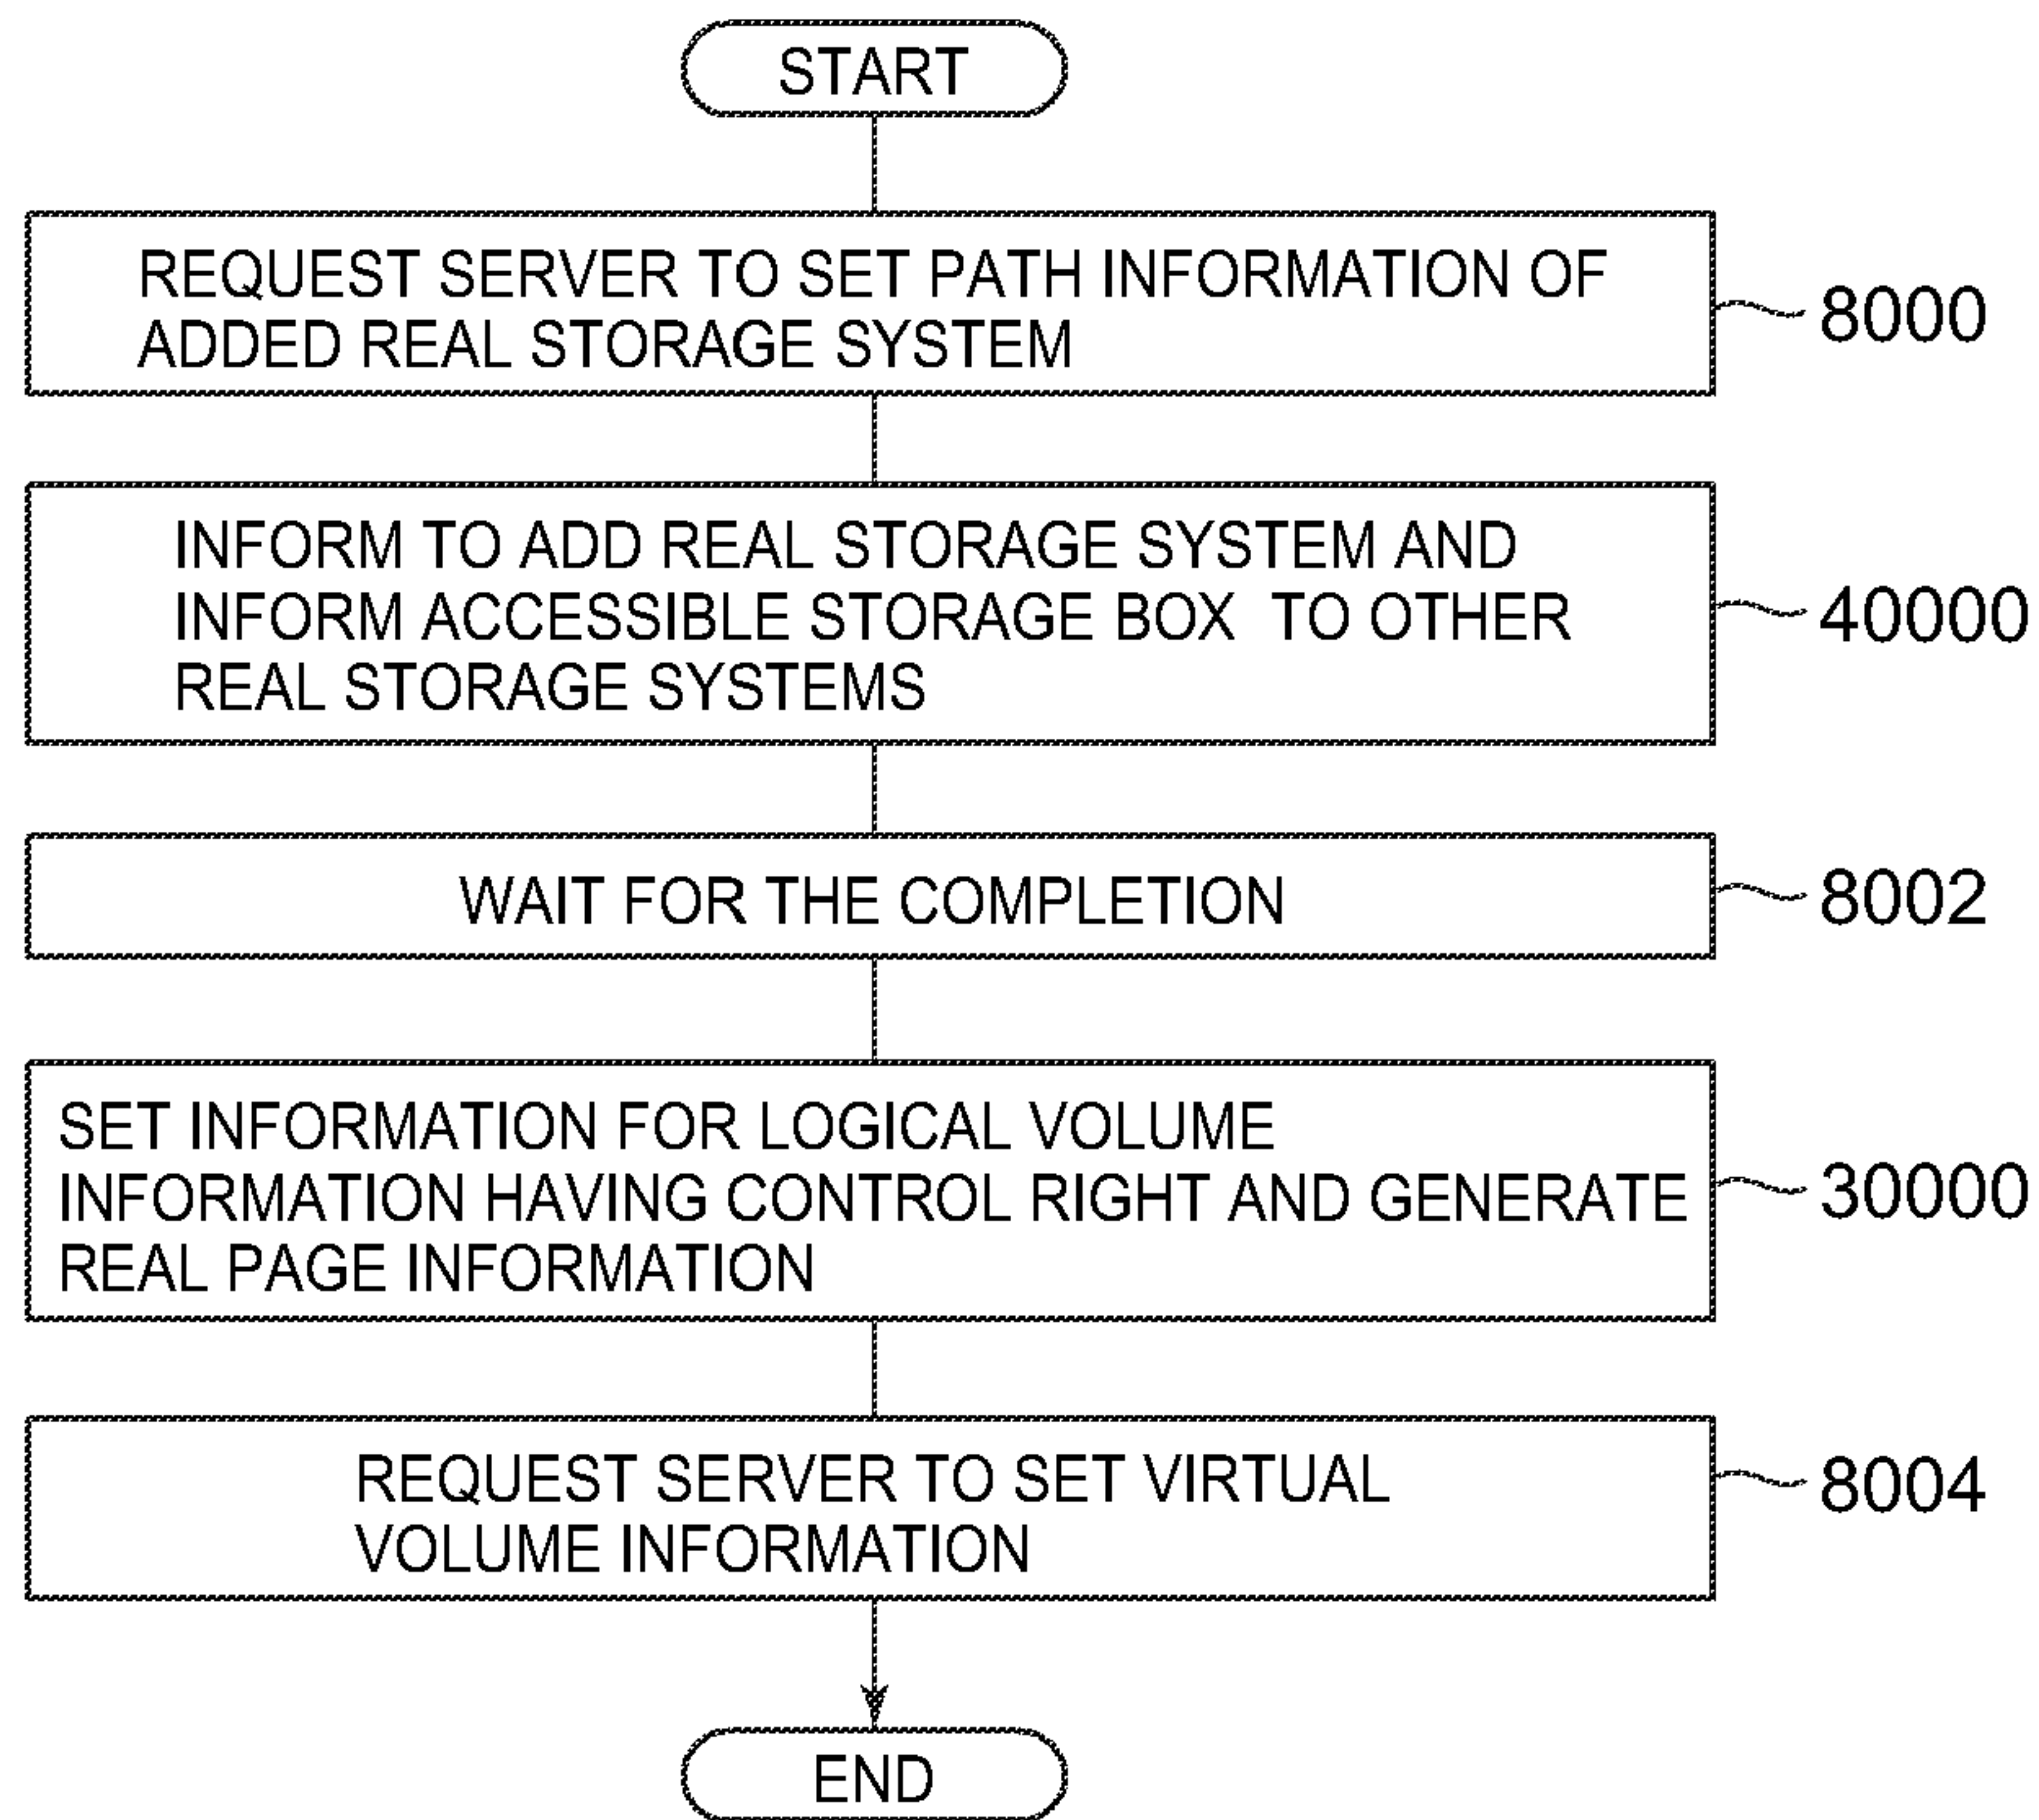 START
REQUEST SERVER TO SET PATH INFORMATION OF
ADDED REAL STORAGE SYSTEM
8000
INFORM TO ADD REAL STORAGE SYSTEM AND
INFORM ACCESSIBLE STORAGE BOX TO OTHER
REAL STORAGE SYSTEMS
40000
WAIT FOR THE COMPLETION
8002
SET INFORMATION FOR LOGICAL VOLUME
INFORMATION HAVING CONTROL RIGHT AND GENERATE
REAL PAGE INFORMATION
30000
REQUEST SERVER TO SET VIRTUAL
VOLUME INFORMATION
8004
END